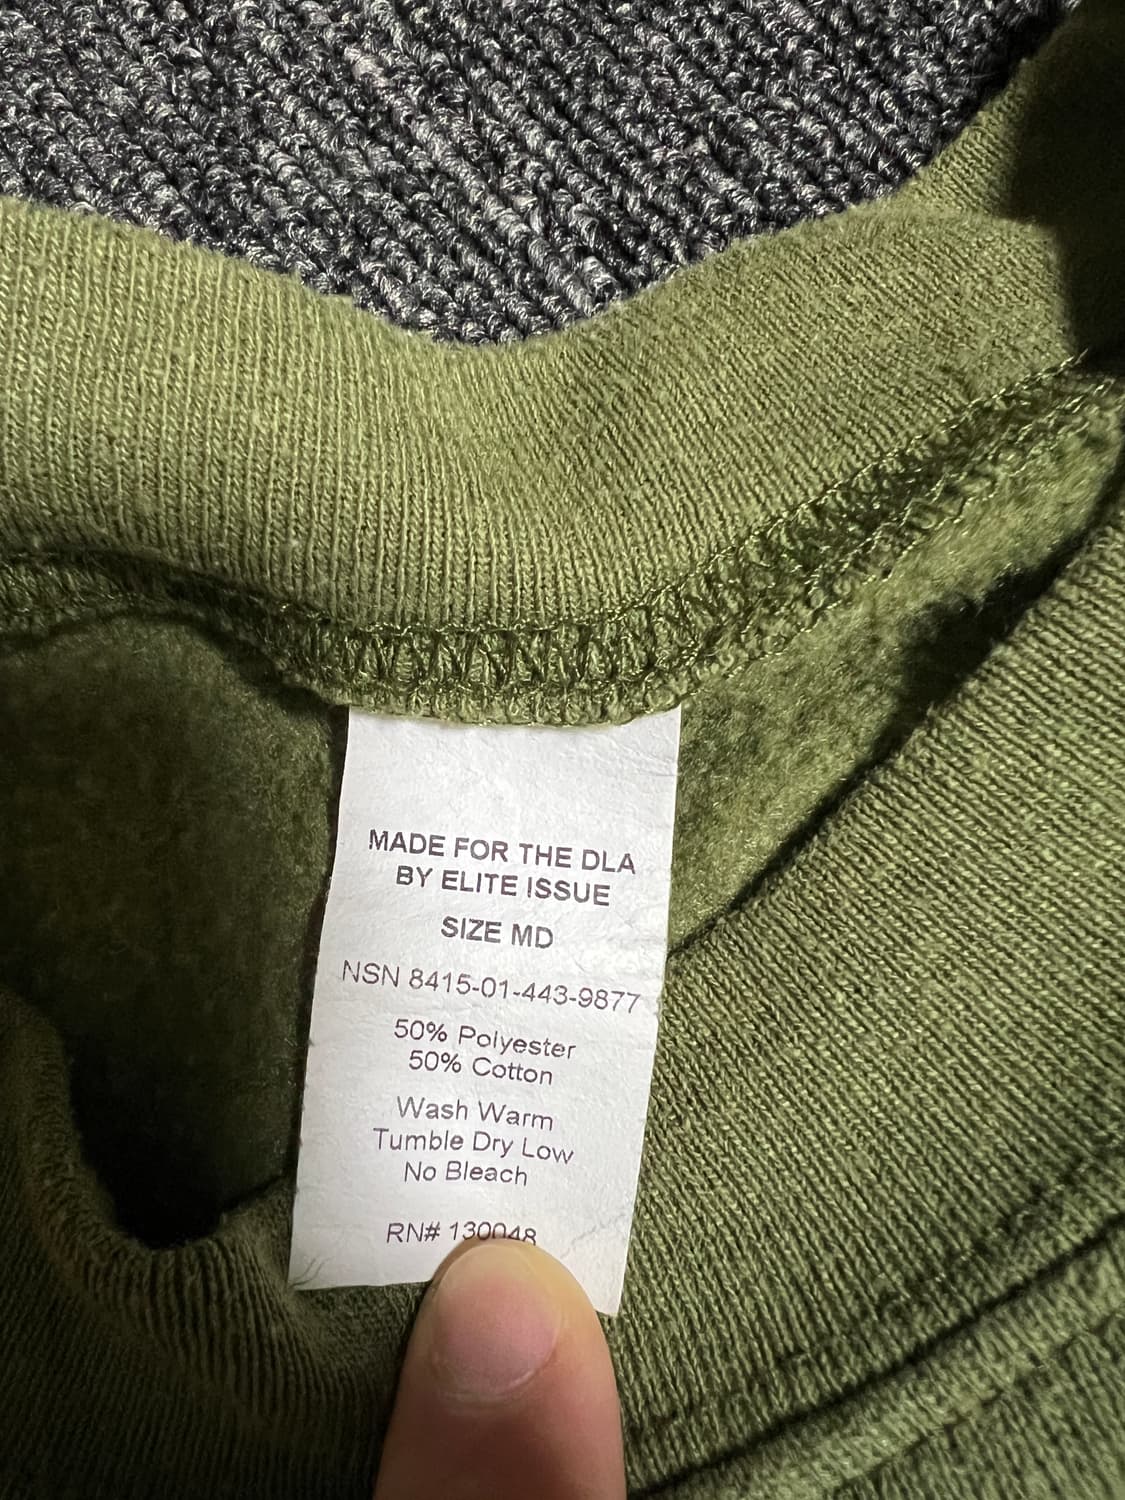 MADE FOR THE DLA
BY ELITE ISSUE
SIZE MD
NSN 8415-01-443-9877
50% Polyester
50% Cotton
Wash Warm
Tumble Dry Low
No Bleach
RN# 130048